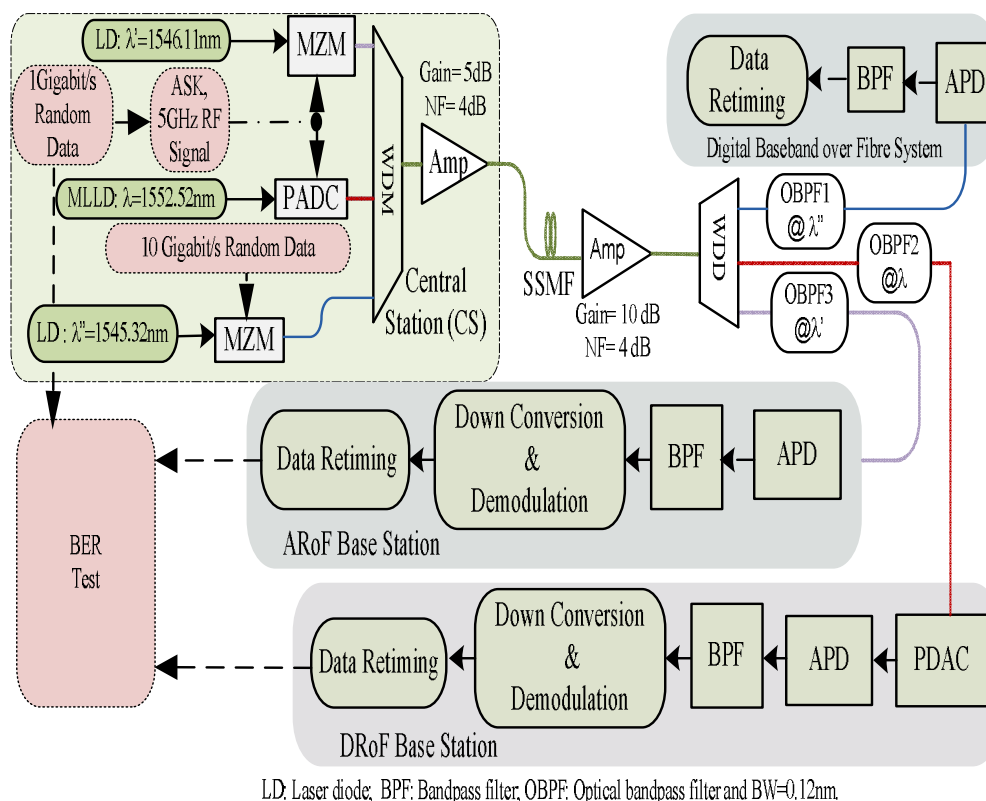 LD: λ'=1546.11nm
MZM
1Gigabit/s
Random
Data
ASK,
5GHz RF
Signal
MLLD: λ=1552.52nm
PADC
10 Gigabit/s Random Data
LD : λ''=1545.32nm
MZM
WDM
Gain= 5dB
NF= 4dB
Amp
Central
Station (CS)
SSMF
Amp
Gain= 10 dB
NF= 4 dB
WDD
OBPF1
@ λ''
OBPF2
@λ
OBPF3
@λ'
Data
Retiming
BPF
APD
Digital Baseband over Fibre System
BER
Test
Data Retiming
Down Conversion
&
Demodulation
BPF
APD
ARoF Base Station
Data Retiming
Down Conversion
&
Demodulation
BPF
APD
PDAC
DRoF Base Station
LD: Laser diode; BPF: Bandpass filter, OBPF: Optical bandpass filter and BW=0.12nm.